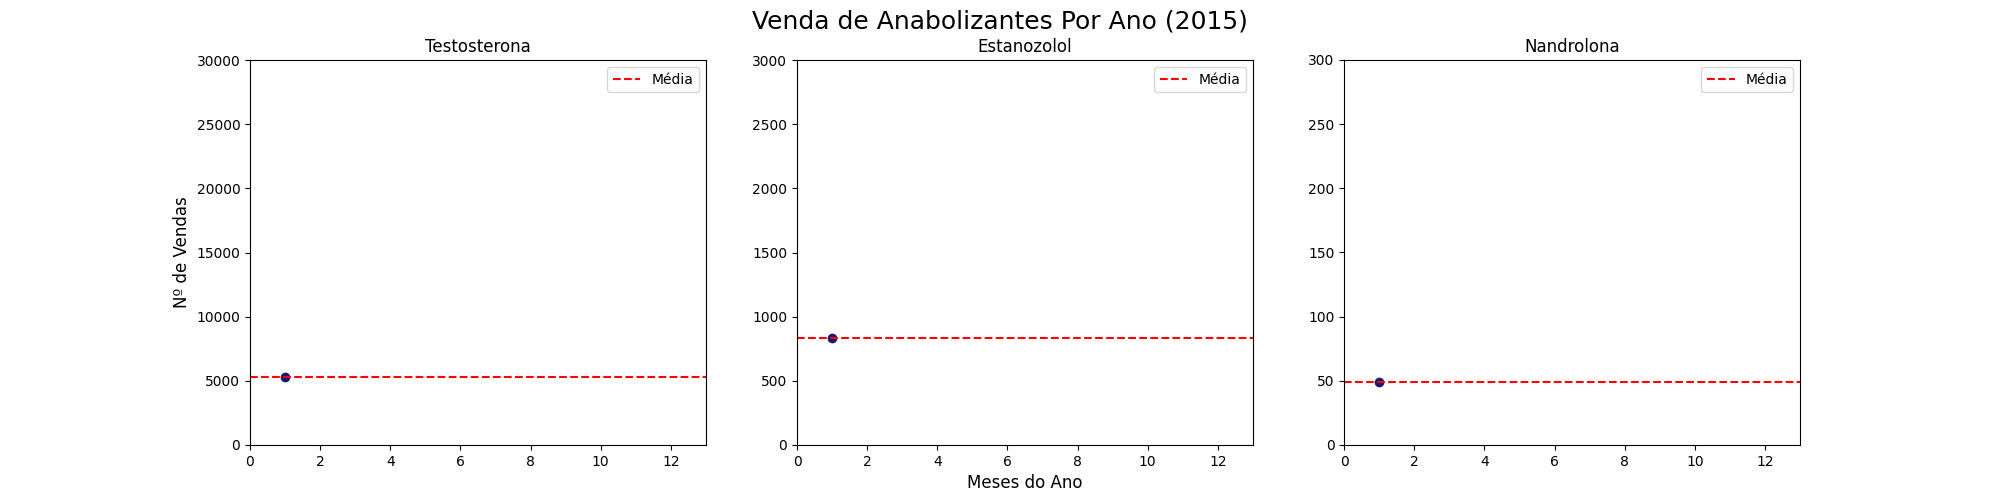 Venda de Anabolizantes Por Ano (2015)
Testosterona
Média
30000
25000
20000
15000
10000
5000
0
0 2 4 6 8 10 12
Nº de Vendas
Estanozolol
Média
3000
2500
2000
1500
1000
500
0
0 2 4 6 8 10 12
Meses do Ano
Nandrolona
Média
300
250
200
150
100
50
0
0 2 4 6 8 10 12